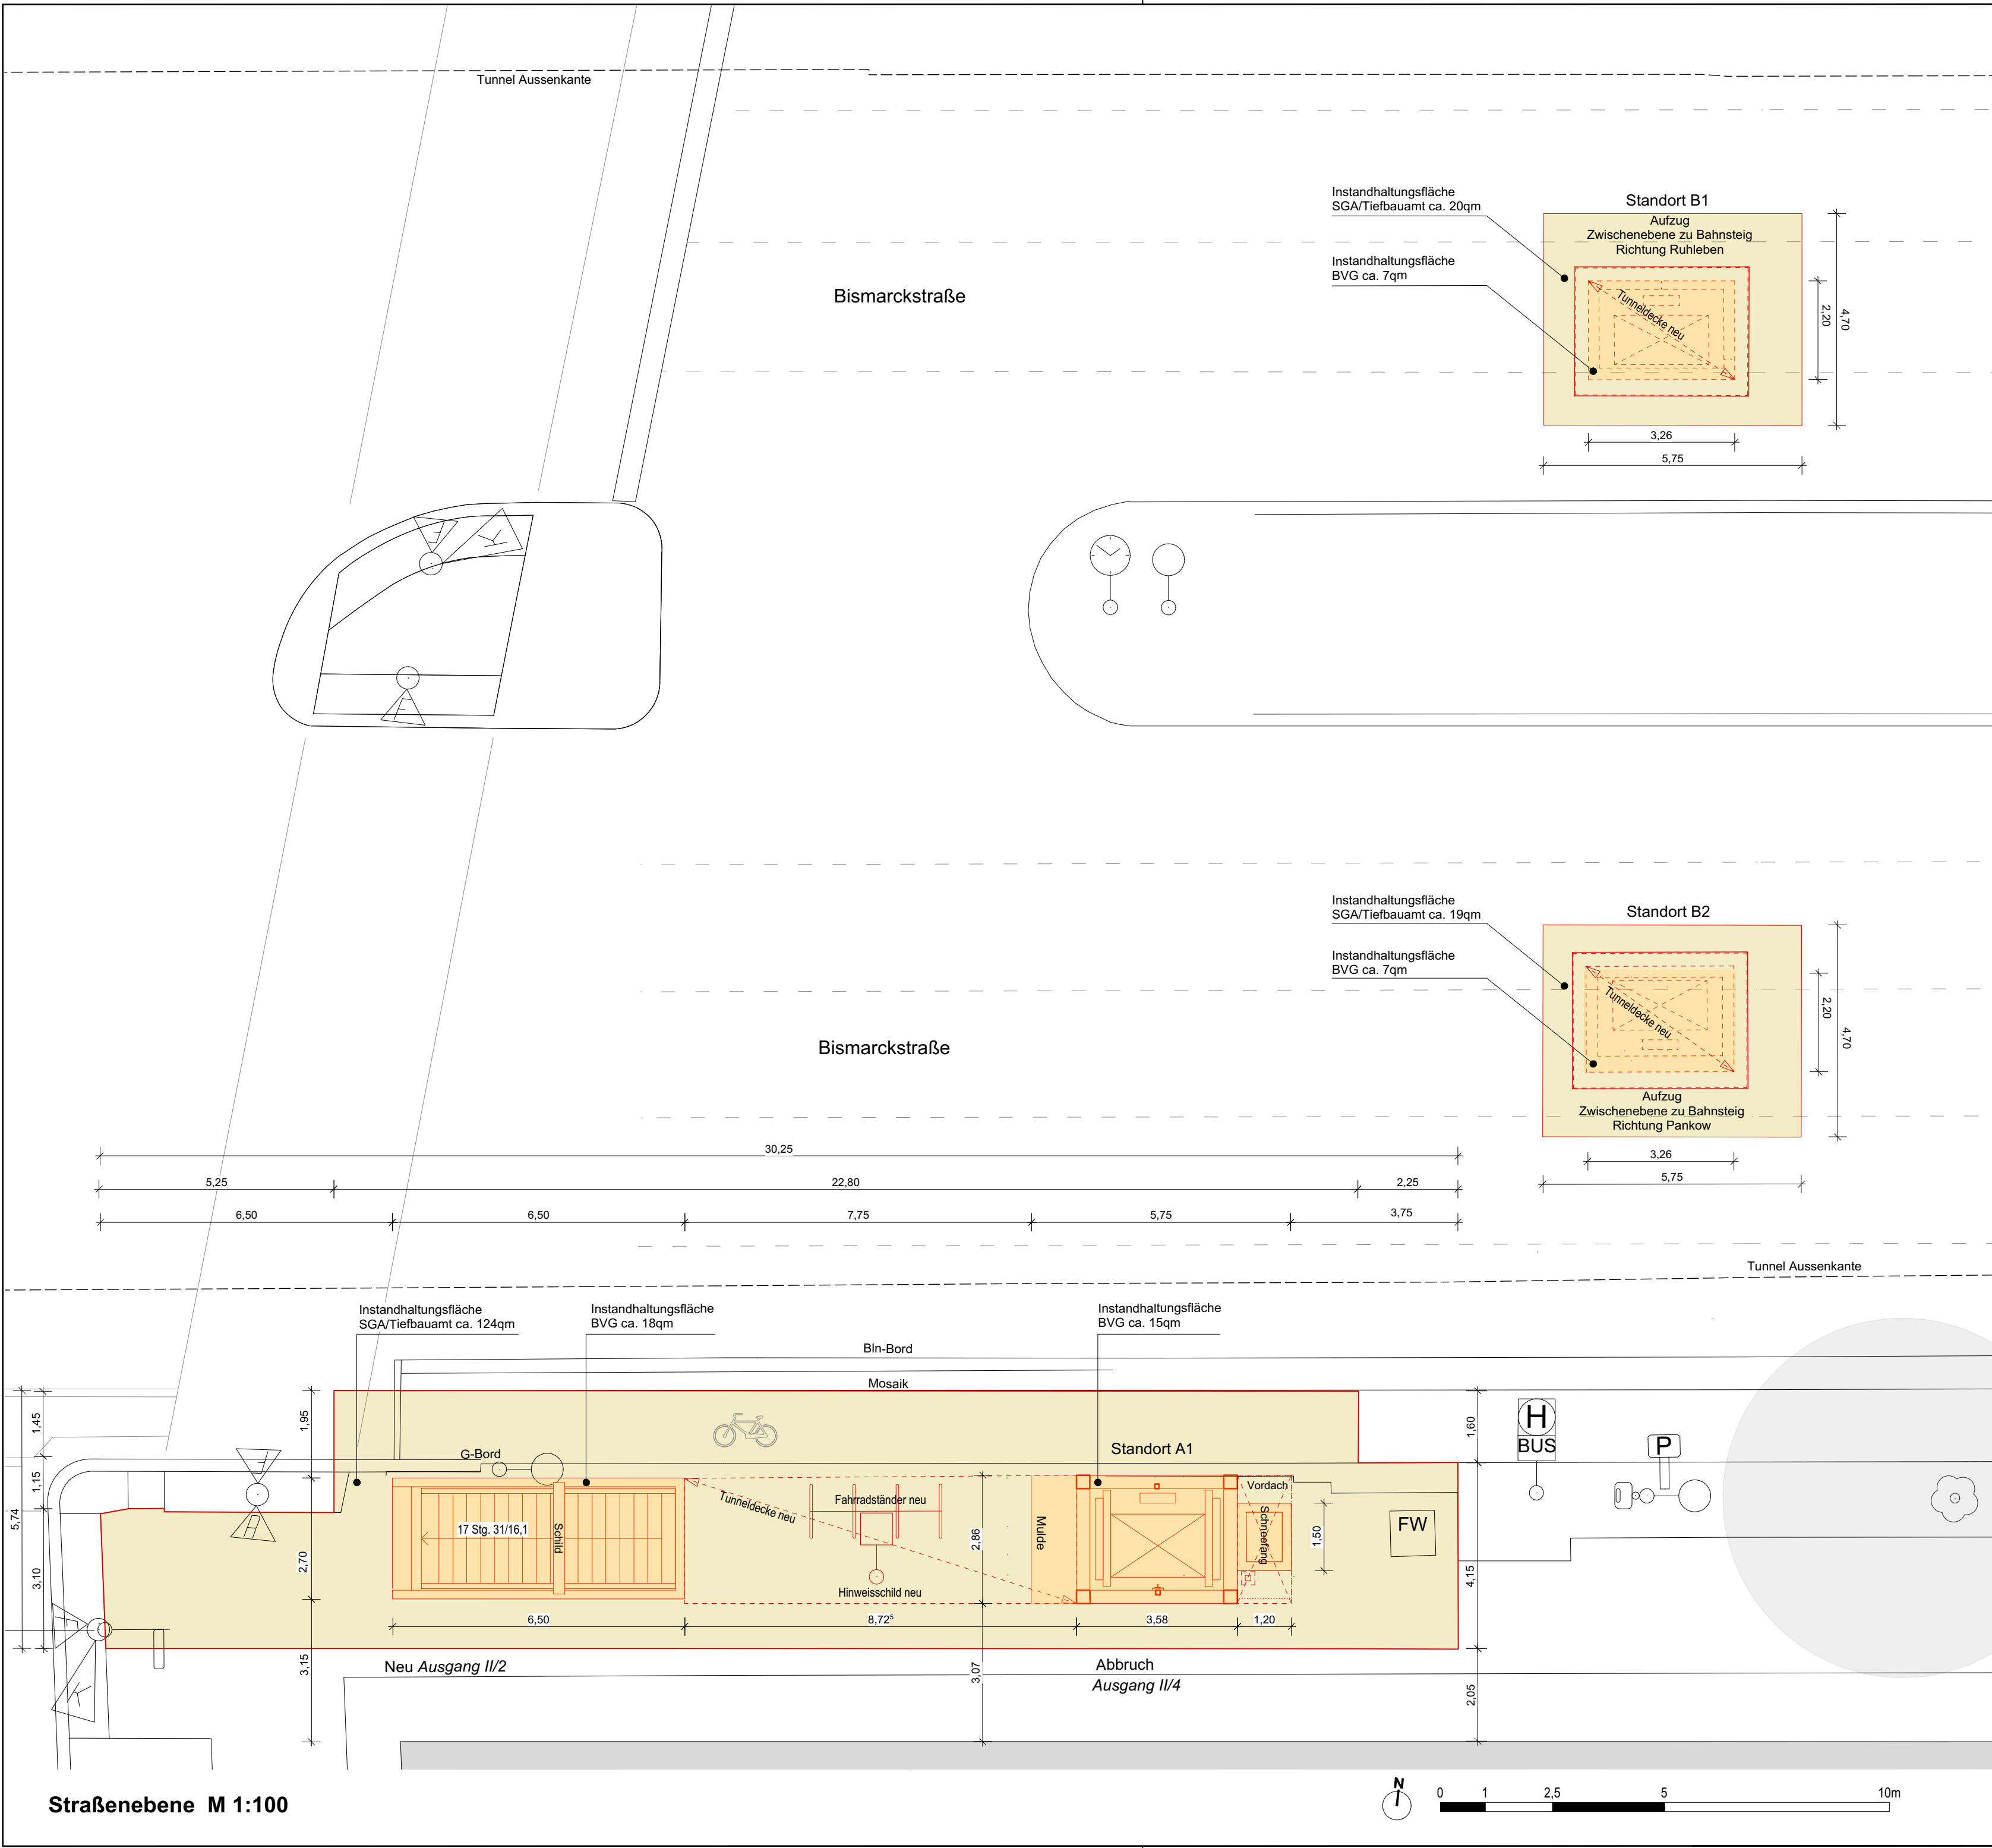 Tunnel Aussenkante
Instandhaltungsfläche
SGA/Tiefbauamt ca. 20qm
Instandhaltungsfläche
BVG ca. 7qm
Standort B1
Aufzug
Zwischenebene zu Bahnsteig
Richtung Ruhleben
Tunneldecke neu
2,20
4,70
3,26
5,75
Bismarckstraße
F
K
F
Instandhaltungsfläche
SGA/Tiefbauamt ca. 19qm
Instandhaltungsfläche
BVG ca. 7qm
Standort B2
Tunneldecke neu
Aufzug
Zwischenebene zu Bahnsteig
Richtung Pankow
2,20
4,70
3,26
5,75
Bismarckstraße
30,25
5,25
22,80
2,25
6,50
6,50
7,75
5,75
3,75
Tunnel Aussenkante
Instandhaltungsfläche
SGA/Tiefbauamt ca. 124qm
Instandhaltungsfläche
BVG ca. 18qm
Instandhaltungsfläche
BVG ca. 15qm
Bln-Bord
Mosaik
G-Bord
Standort A1
5,74
1,45
1,15
3,10
1,95
2,70
3,15
17 Stg. 31/16,1
Schild
Tunneldecke neu
Fahrradständer neu
Hinweisschild neu
2,86
3,07
Mulde
Vordach
Schneefang
1,50
FW
1,60
4,15
2,05
H
BUS
P
6,50
8,72⁵
3,58
1,20
F
K
Neu Ausgang II/2
Abbruch
Ausgang II/4
Straßenebene M 1:100
N
0 1 2,5 5 10m